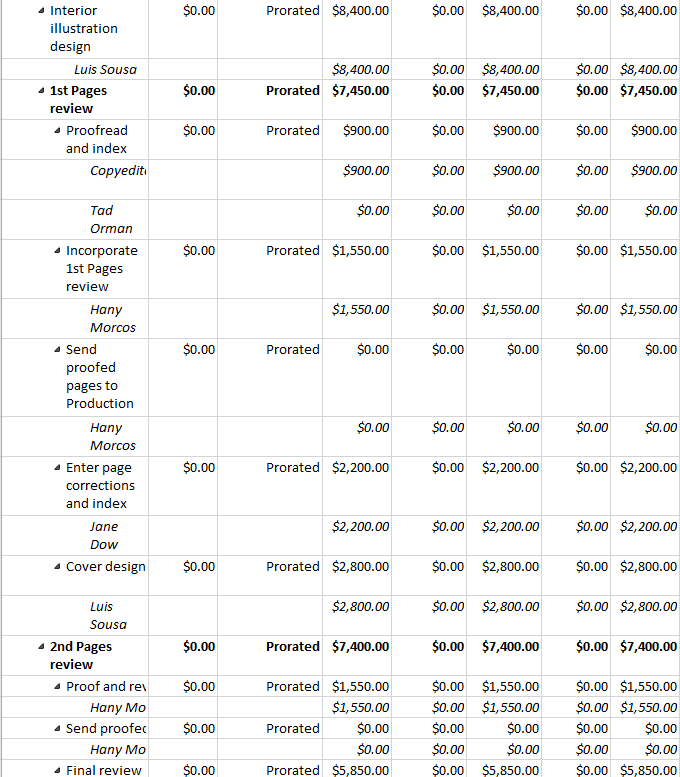 Interior $0.00 Prorated $8,400.00 $0.00 $8,400.00 $0.00 $8,400.00
illustration
design
Luis Sousa $8,400.00 $0.00 $8,400.00 $0.00 $8,400.00
1st Pages $0.00 Prorated $7,450.00 $0.00 $7,450.00 $0.00 $7,450.00
review
Proofread $0.00 Prorated $900.00 $0.00 $900.00 $0.00 $900.00
and index
Copyedit $900.00 $0.00 $900.00 $0.00 $900.00
Tad $0.00 $0.00 $0.00 $0.00 $0.00
Orman
Incorporate $0.00 Prorated $1,550.00 $0.00 $1,550.00 $0.00 $1,550.00
1st Pages
review
Hany $1,550.00 $0.00 $1,550.00 $0.00 $1,550.00
Morcos
Send $0.00 Prorated $0.00 $0.00 $0.00 $0.00 $0.00
proofed
pages to
Production
Hany $0.00 $0.00 $0.00 $0.00 $0.00
Morcos
Enter page $0.00 Prorated $2,200.00 $0.00 $2,200.00 $0.00 $2,200.00
corrections
and index
Jane $2,200.00 $0.00 $2,200.00 $0.00 $2,200.00
Dow
Cover design $0.00 Prorated $2,800.00 $0.00 $2,800.00 $0.00 $2,800.00
Luis $2,800.00 $0.00 $2,800.00 $0.00 $2,800.00
Sousa
2nd Pages $0.00 Prorated $7,400.00 $0.00 $7,400.00 $0.00 $7,400.00
review
Proof and rev $0.00 Prorated $1,550.00 $0.00 $1,550.00 $0.00 $1,550.00
Hany Mo $1,550.00 $0.00 $1,550.00 $0.00 $1,550.00
Send proofed $0.00 Prorated $0.00 $0.00 $0.00 $0.00 $0.00
Hany Mo $0.00 $0.00 $0.00 $0.00 $0.00
Final review $0.00 Prorated $5,850.00 $0.00 $5,850.00 $0.00 $5,850.00